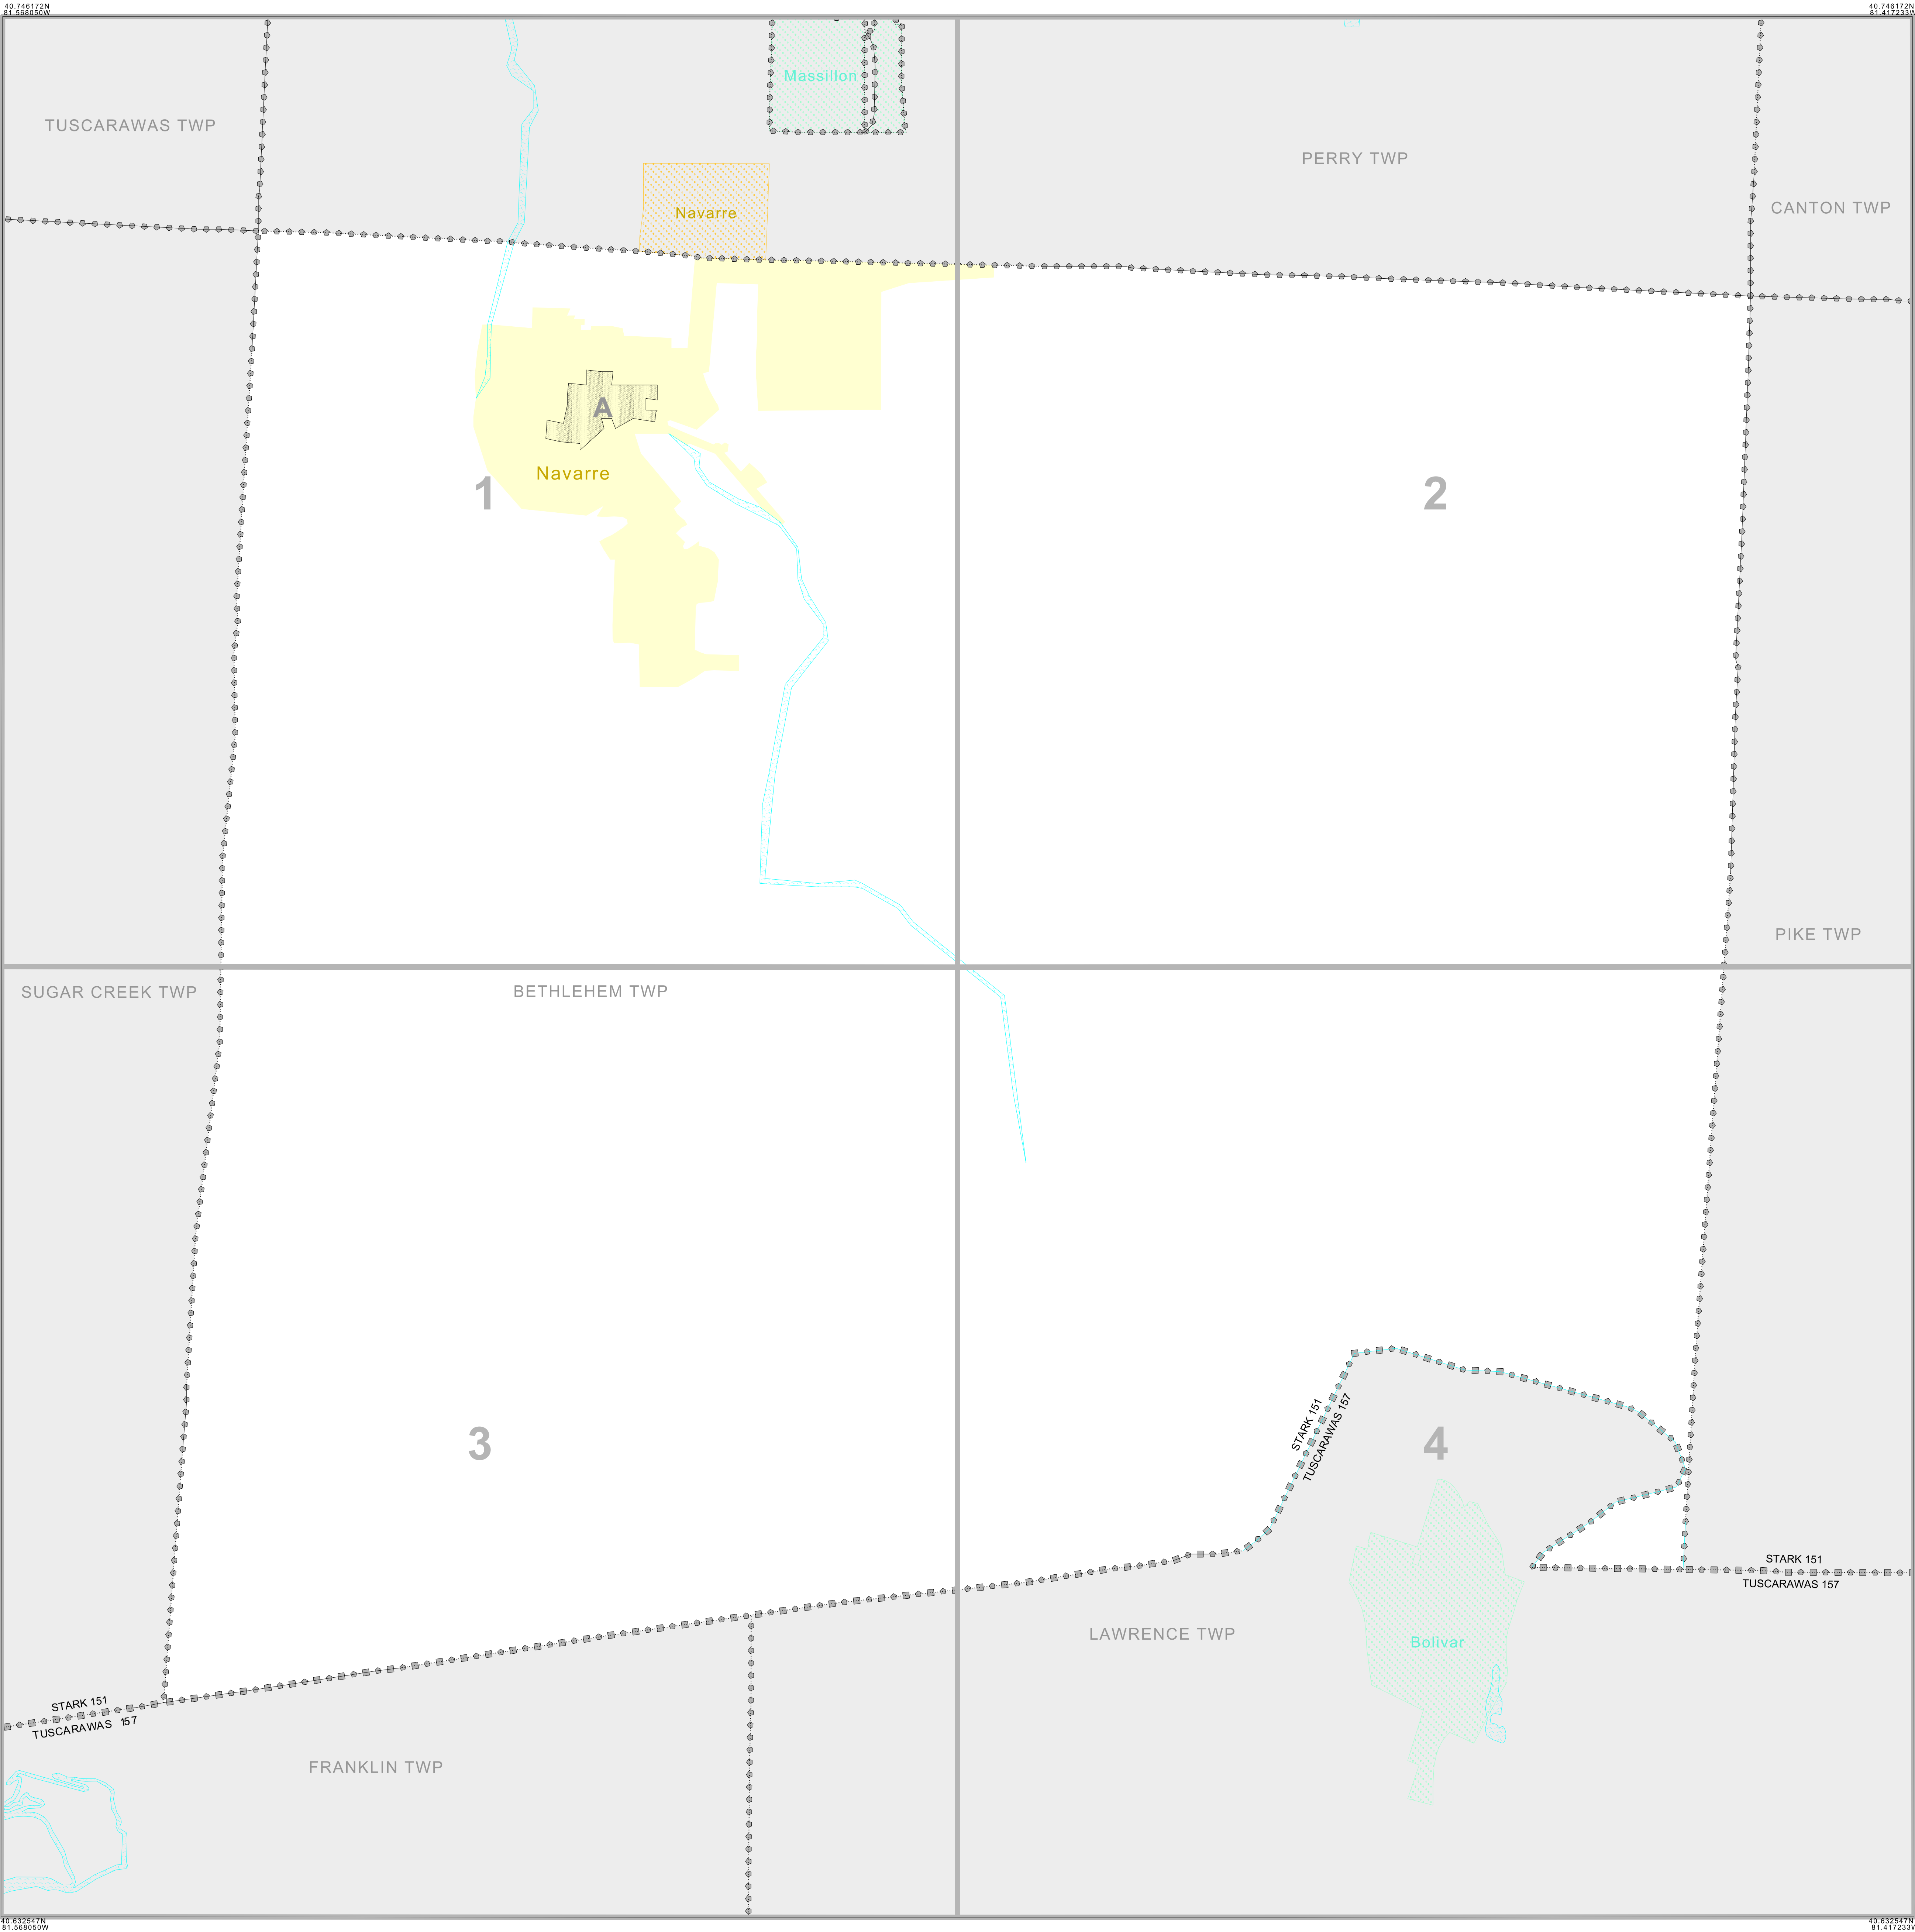 40.746172N
81.568050W
40.746172N
81.417233W
Massillon
TUSCARAWAS TWP
PERRY TWP
CANTON TWP
Navarre
A
Navarre
1
2
PIKE TWP
SUGAR CREEK TWP
BETHLEHEM TWP
STARK 151
TUSCARAWAS 157
3
4
STARK 151
TUSCARAWAS 157
LAWRENCE TWP
Bolivar
STARK 151
TUSCARAWAS 157
FRANKLIN TWP
40.632547N
81.568050W
40.632547N
81.417233W